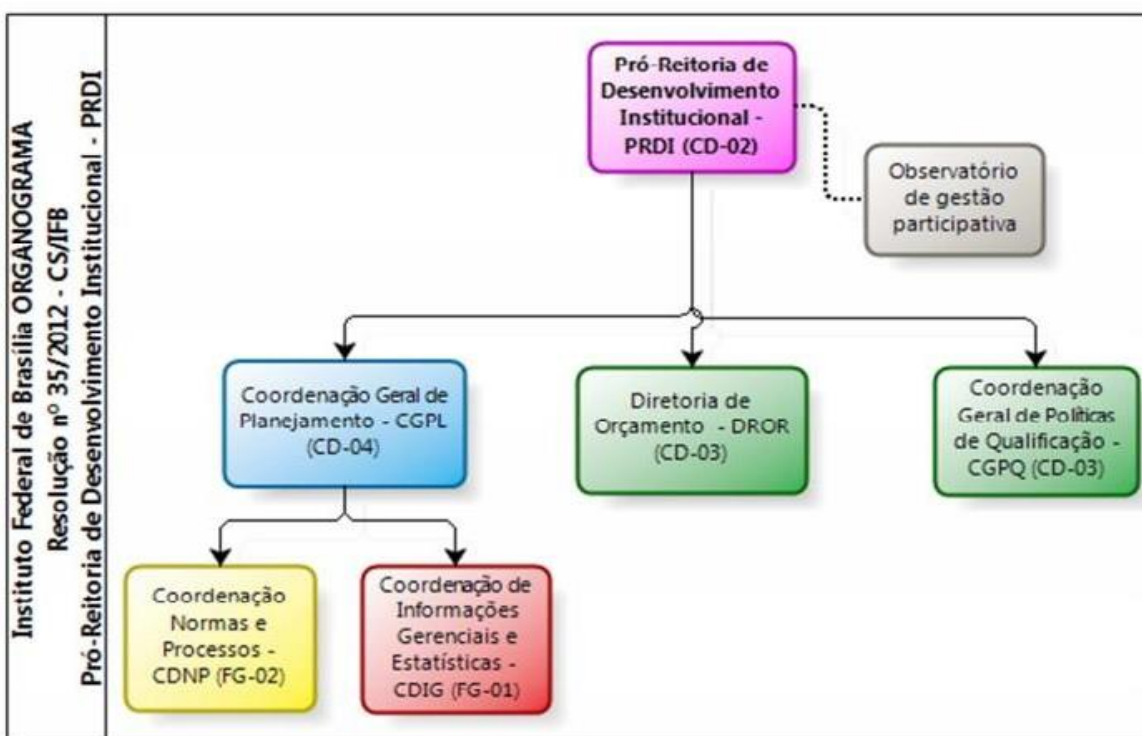 Instituto Federal de Brasília ORGANOGRAMA
Resolução nº 35/2012 - CS/IFB
Pró-Reitoria de Desenvolvimento Institucional - PRDI
Pró-Reitoria de
Desenvolvimento
Institucional -
PRDI (CD-02)
Observatório
de gestão
participativa
Coordenação Geral de
Planejamento - CGPL
(CD-04)
Diretoria de
Orçamento - DROR
(CD-03)
Coordenação
Geral de Políticas
de Qualificação -
CGPQ (CD-03)
Coordenação
Normas e
Processos -
CDNP (FG-02)
Coordenação de
Informações
Gerenciais e
Estatísticas -
CDIG (FG-01)